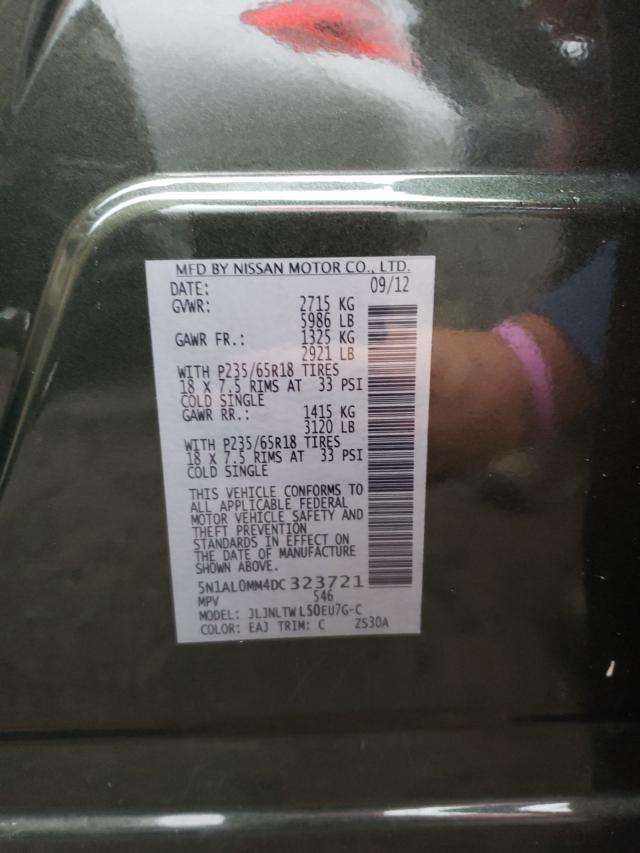 MFD BY NISSAN MOTOR CO., LTD.
DATE: 09/12
GVWR: 2715 KG
5986 LB
GAWR FR.: 1325 KG
2921 LB
WITH P235/65R18 TIRES
18 X 7.5 RIMS AT 33 PSI
COLD SINGLE
GAWR RR.: 1415 KG
3120 LB
WITH P235/65R18 TIRES
18 X 7.5 RIMS AT 33 PSI
COLD SINGLE
THIS VEHICLE CONFORMS TO
ALL APPLICABLE FEDERAL
MOTOR VEHICLE SAFETY AND
THEFT PREVENTION
STANDARDS IN EFFECT ON
THE DATE OF MANUFACTURE
SHOWN ABOVE.
5N1AL0MM4DC323721
MPV 546
MODEL: JLJNLTWL50EU7G-C
COLOR: EAJ TRIM: C ZS30A